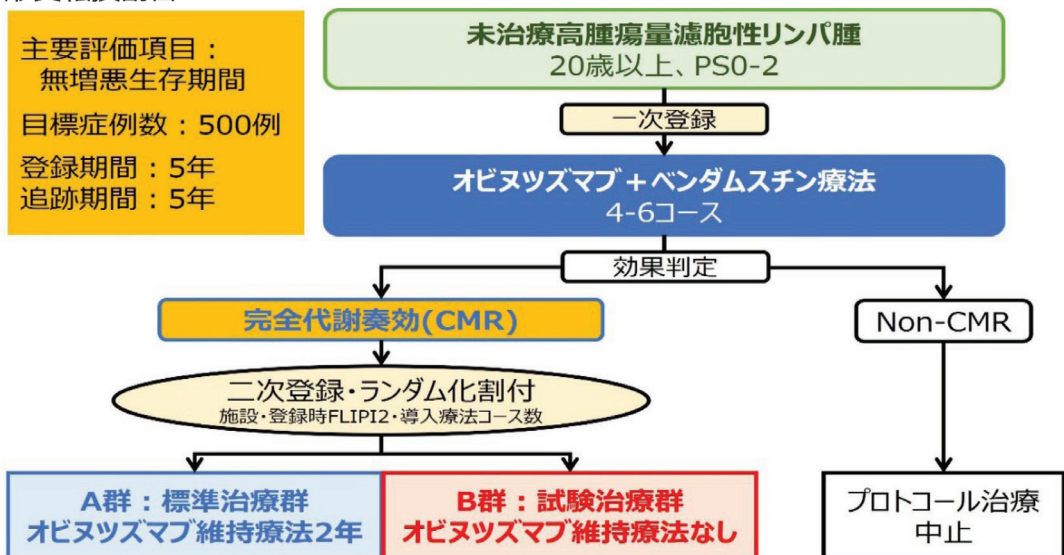 主要評価項目：
無増悪生存期間
目標症例数：500例
登録期間：5年
追跡期間：5年
未治療高腫瘍量濾胞性リンパ腫
20歳以上、PS0-2
一次登録
オビヌツズマブ＋ベンダムスチン療法
4-6コース
効果判定
完全代謝奏効(CMR)
Non-CMR
二次登録・ランダム化割付
施設・登録時FLIPI2・導入療法コース数
A群：標準治療群
オビヌツズマブ維持療法2年
B群：試験治療群
オビヌツズマブ維持療法なし
プロトコール治療
中止